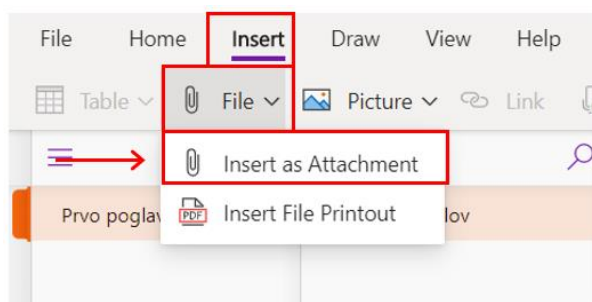 File Home Insert Draw View Help
Table File Picture Link
Insert as Attachment
Prvo poglav PDF Insert File Printout lov